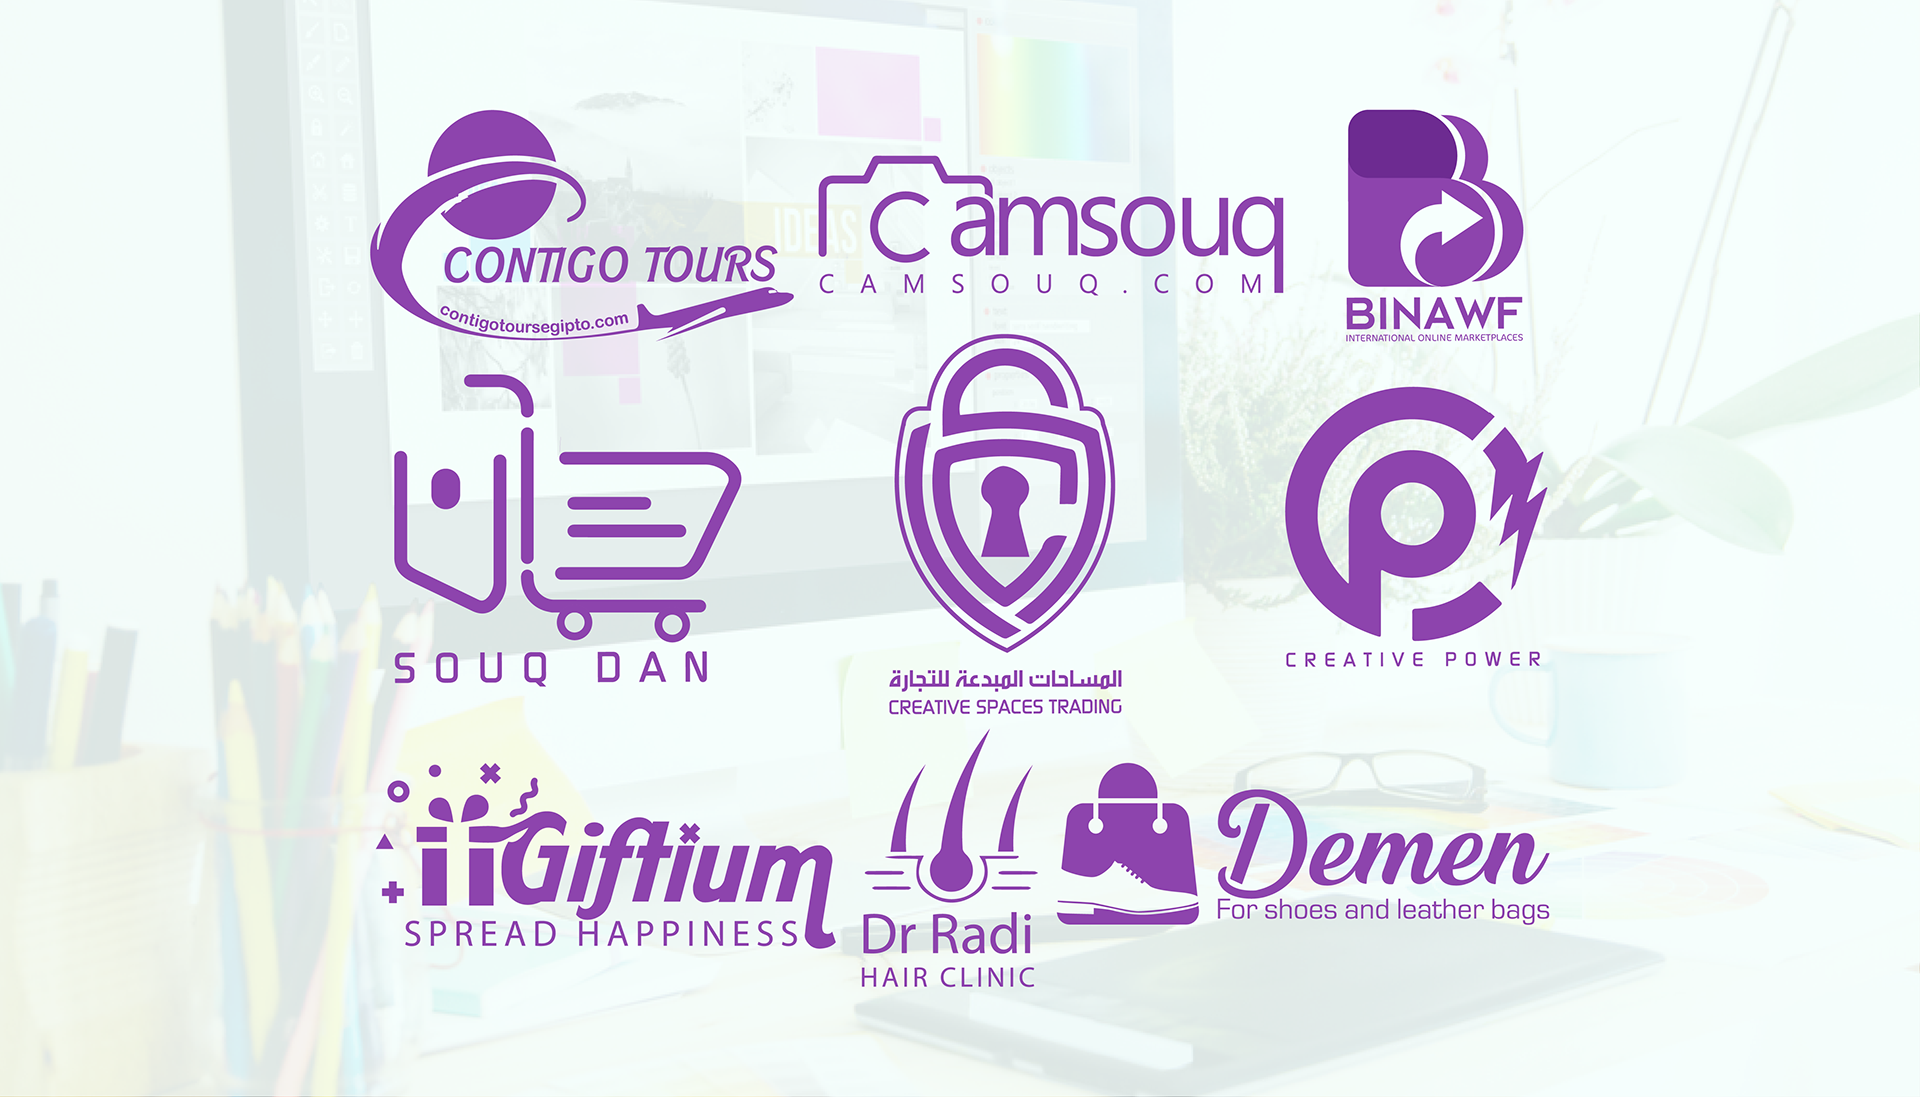 CONTIGO TOURS
contigotoursegipto.com
camsouq
CAMSOUQ.COM
BINAWF
INTERNATIONAL ONLINE MARKETPLACES
SOUQ DAN
المساحات المبدعة للتجارة
CREATIVE SPACES TRADING
CREATIVE POWER
Giftium
SPREAD HAPPINESS
Dr Radi
HAIR CLINIC
Demen
For shoes and leather bags
IDEAS